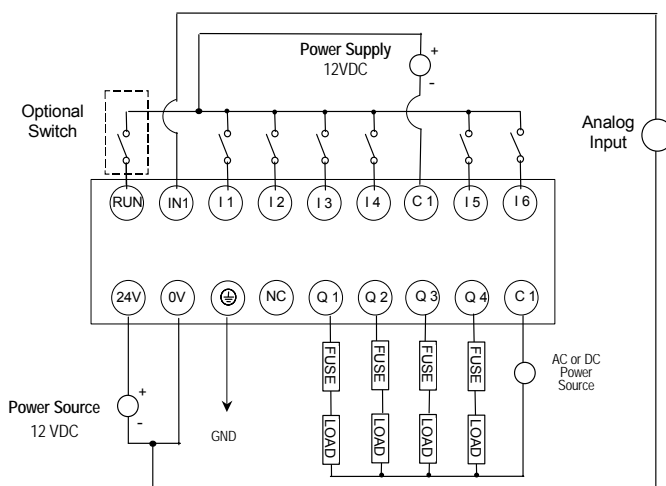 Power Supply
12VDC
+
-
Optional
Switch
Analog
Input
RUN IN1 I 1 I 2 I 3 I 4 C 1 I 5 I 6
24V 0V NC Q 1 Q 2 Q 3 Q 4 C 1
FUSE FUSE FUSE FUSE
AC or DC
Power
Source
+
-
Power Source
12 VDC
GND
LOAD LOAD LOAD LOAD